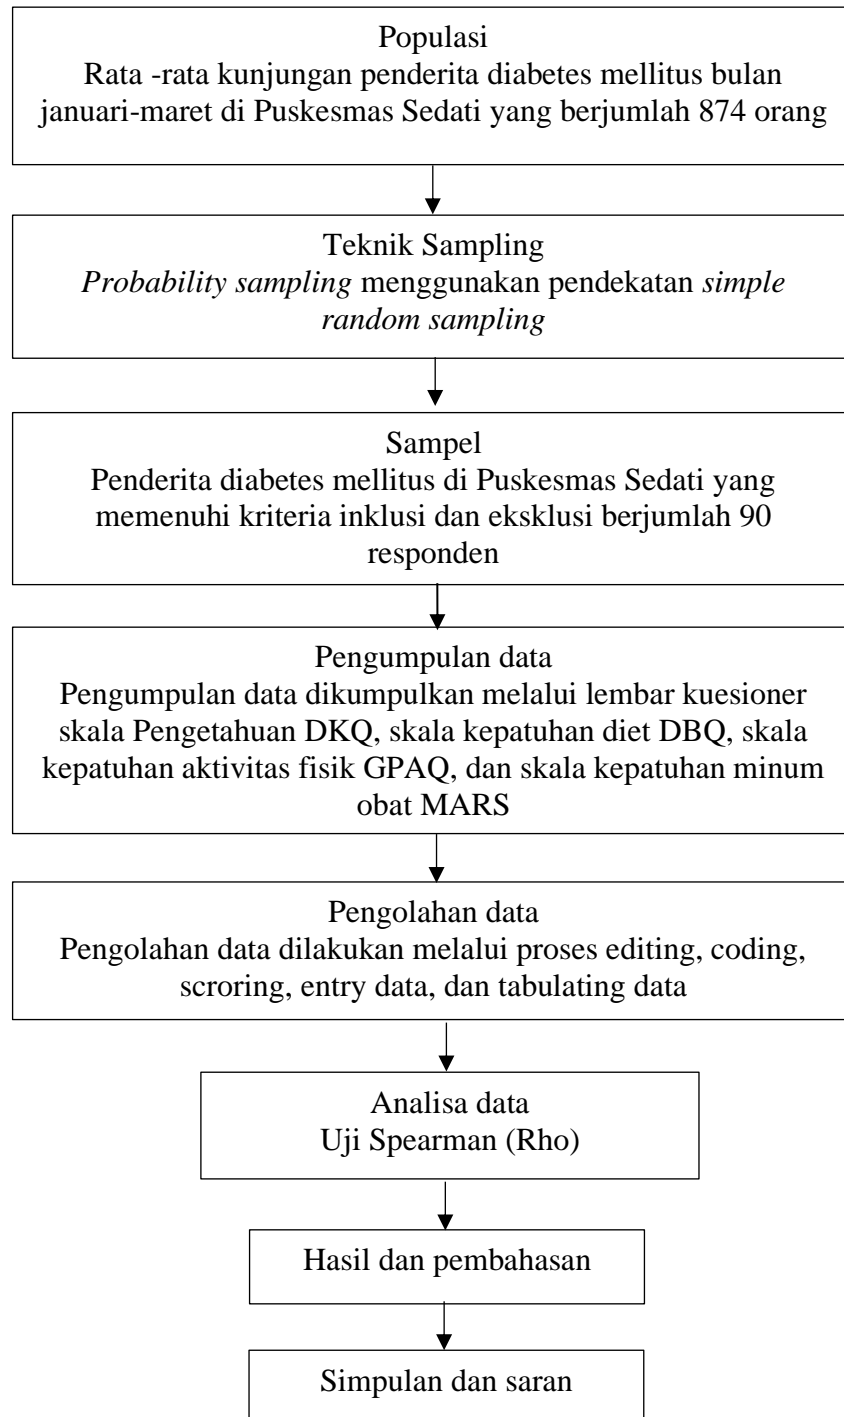 Populasi
Rata -rata kunjungan penderita diabetes mellitus bulan
januari-maret di Puskesmas Sedati yang berjumlah 874 orang
Teknik Sampling
Probability sampling menggunakan pendekatan simple
random sampling
Sampel
Penderita diabetes mellitus di Puskesmas Sedati yang
memenuhi kriteria inklusi dan eksklusi berjumlah 90
responden
Pengumpulan data
Pengumpulan data dikumpulkan melalui lembar kuesioner
skala Pengetahuan DKQ, skala kepatuhan diet DBQ, skala
kepatuhan aktivitas fisik GPAQ, dan skala kepatuhan minum
obat MARS
Pengolahan data
Pengolahan data dilakukan melalui proses editing, coding,
scroring, entry data, dan tabulating data
Analisa data
Uji Spearman (Rho)
Hasil dan pembahasan
Simpulan dan saran